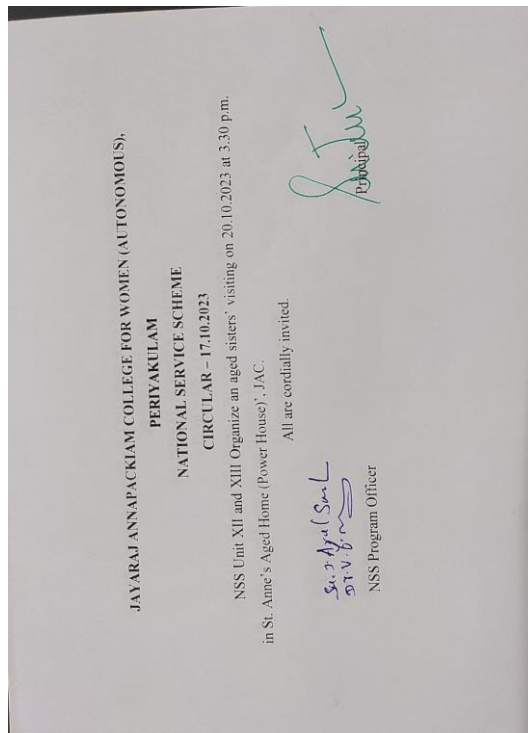 JAYARAJ ANNAPACKIAM COLLEGE FOR WOMEN (AUTONOMOUS),
PERIYAKULAM
NATIONAL SERVICE SCHEME
CIRCULAR – 17.10.2023
NSS Unit XII and XIII Organize an aged sisters' visiting on 20.10.2023 at 3.30 p.m.
in St. Anne's Aged Home (Power House)', JAC.
All are cordially invited.
NSS Program Officer
Principal